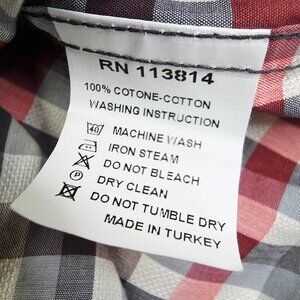 RN 113814
100% COTONE-COTTON
WASHING INSTRUCTION
40 MACHINE WASH
IRON STEAM
DO NOT BLEACH
DRY CLEAN
DO NOT TUMBLE DRY
MADE IN TURKEY